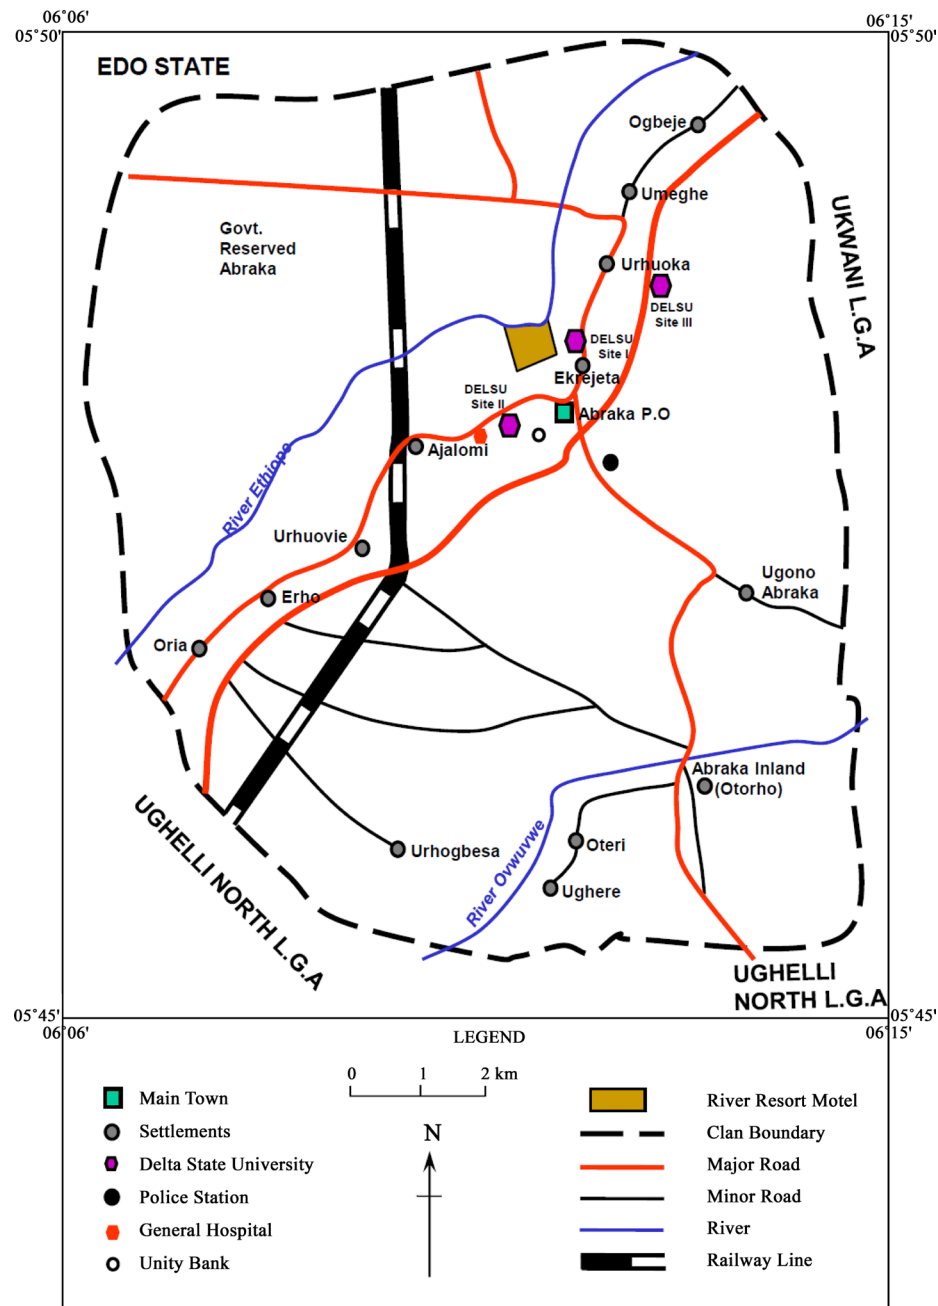 06°06'
06°15'
05°50'
05°50'
EDO STATE
Ogbeje
Umeghe
UKWANI L.G.A
Govt.
Reserved
Abraka
Urhuoka
DELSU
Site III
DELSU
Site I
Ekrejeta
DELSU
Site II
Abraka P.O
Ajalomi
River Ethiope
Urhuovie
Ugono
Abraka
Erho
Oria
Abraka Inland
(Otorho)
UGHELLI NORTH L.G.A
Urhogbesa
Oteri
River Ovwuvwe
Ughere
UGHELLI
NORTH L.G.A
05°45'
05°45'
06°06'
06°15'
LEGEND
0 1 2 km
N
Main Town
Settlements
Delta State University
Police Station
General Hospital
Unity Bank
River Resort Motel
Clan Boundary
Major Road
Minor Road
River
Railway Line